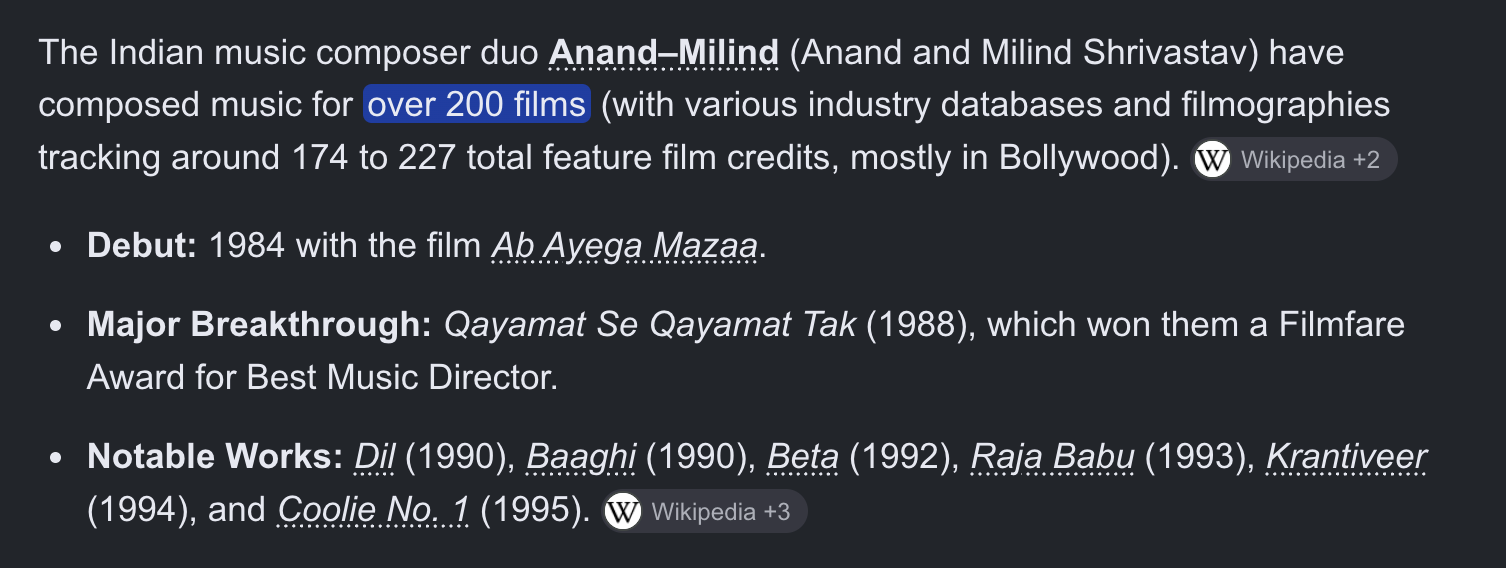 The Indian music composer duo Anand–Milind (Anand and Milind Shrivastav) have
composed music for over 200 films (with various industry databases and filmographies
tracking around 174 to 227 total feature film credits, mostly in Bollywood). W Wikipedia +2
• Debut: 1984 with the film Ab Ayega Mazaa.
• Major Breakthrough: Qayamat Se Qayamat Tak (1988), which won them a Filmfare
Award for Best Music Director.
• Notable Works: Dil (1990), Baaghi (1990), Beta (1992), Raja Babu (1993), Krantiveer
(1994), and Coolie No. 1 (1995). W Wikipedia +3